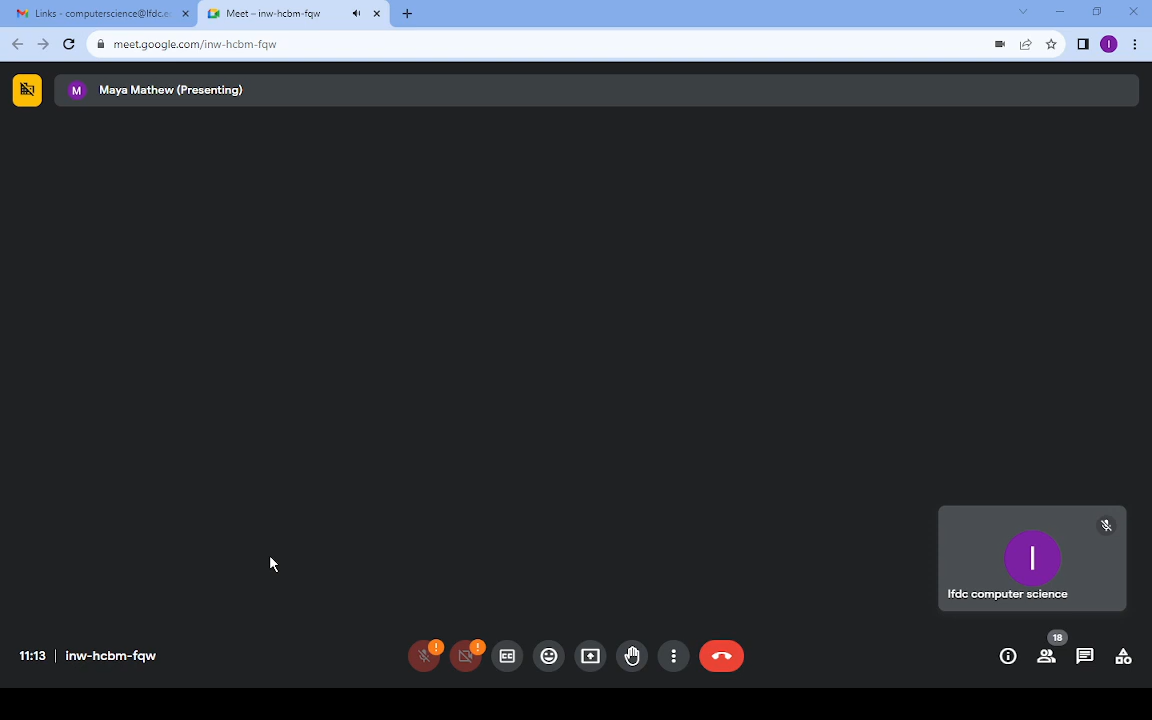 Links - computerscience@lfdc.e
Meet – inw-hcbm-fqw
meet.google.com/inw-hcbm-fqw
I
M
Maya Mathew (Presenting)
I
lfdc computer science
18
11:13
inw-hcbm-fqw
CC